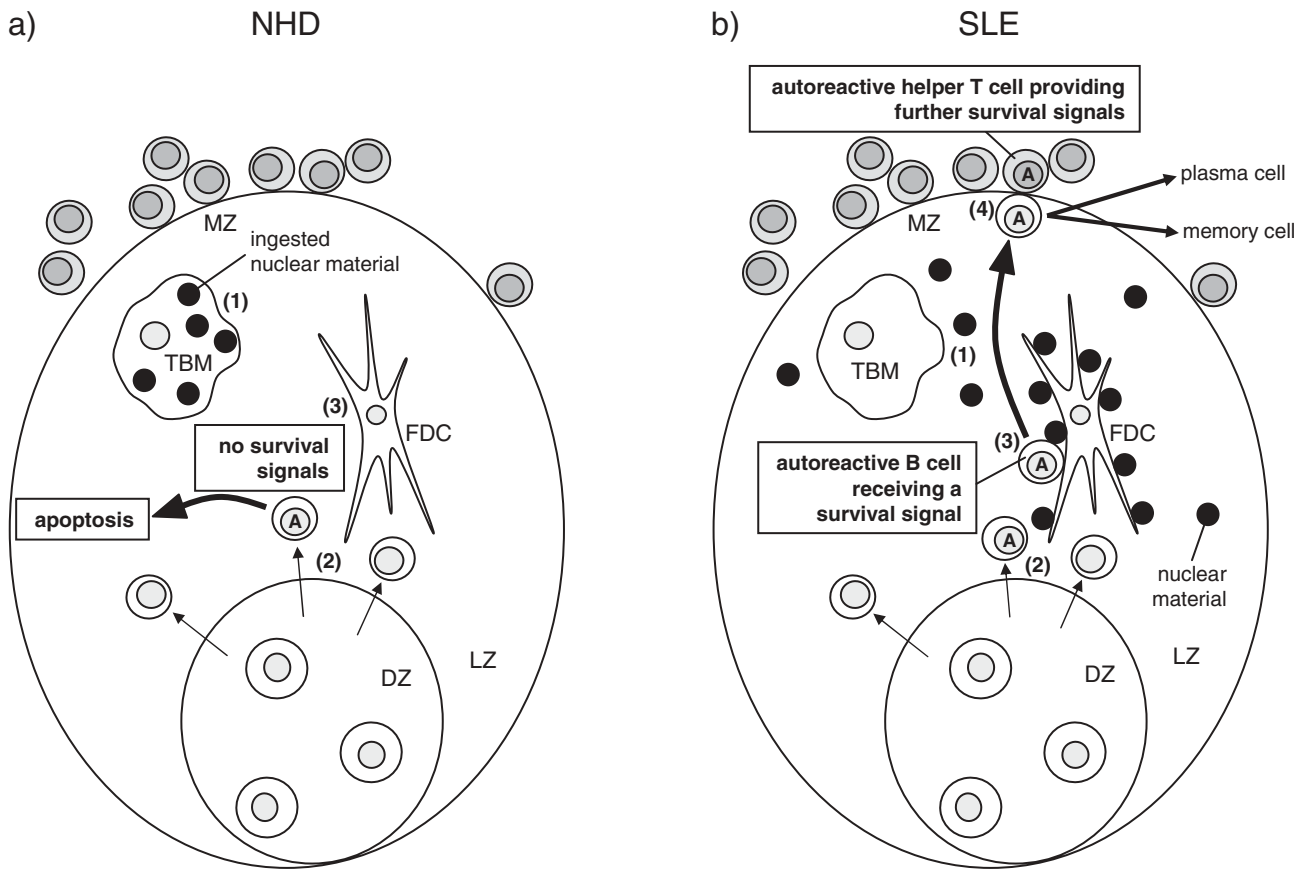 a)
NHD
MZ
ingested
nuclear material
(1)
TBM
(3)
FDC
no survival
signals
apoptosis
A
(2)
LZ
DZ
b)
SLE
autoreactive helper T cell providing
further survival signals
A
plasma cell
(4)
A
MZ
memory cell
(1)
TBM
(3)
FDC
autoreactive B cell
receiving a
survival signal
A
A
(2)
nuclear
material
LZ
DZ